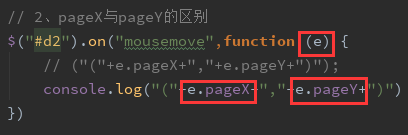 // 2、pageX与pageY的区别
$("#d2").on("mousemove",function (e) {
// ("("+e.pageX+","+e.pageY+")");
console.log("("+e.pageX+","+e.pageY+")")
})